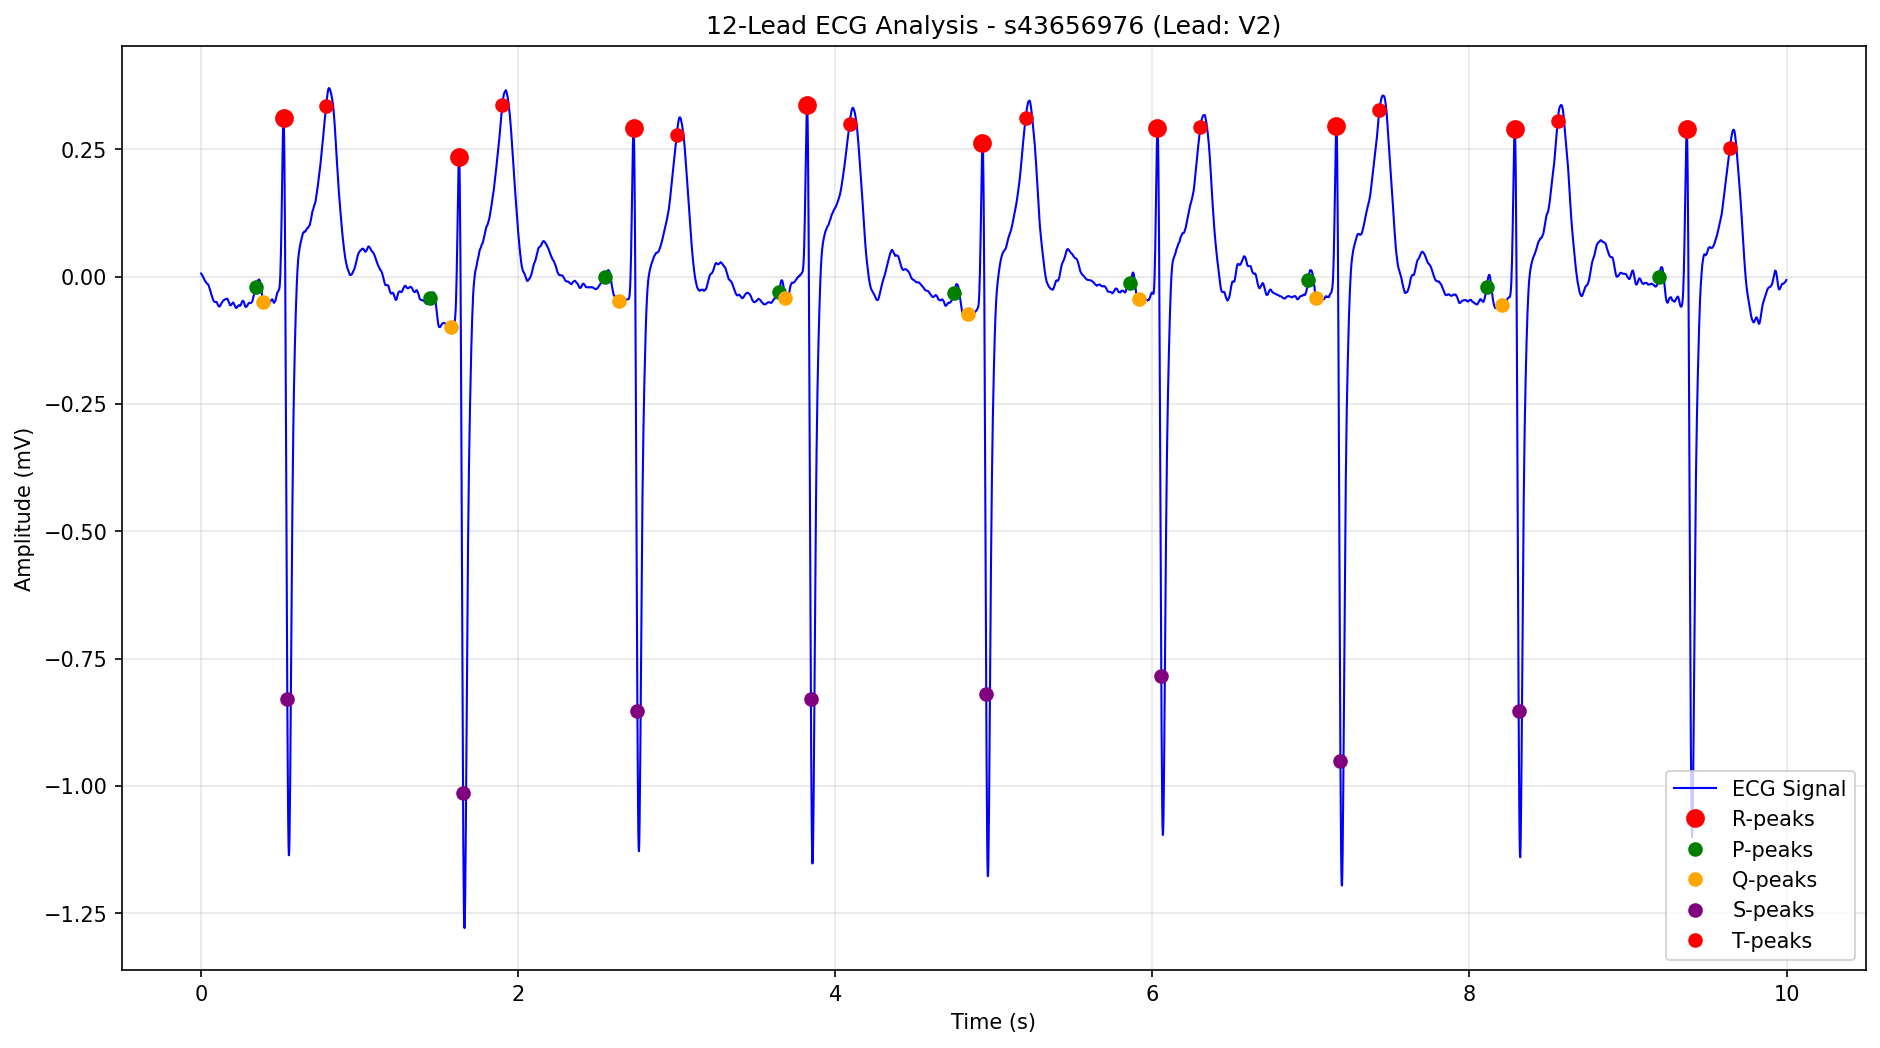 12-Lead ECG Analysis - s43656976 (Lead: V2)
Amplitude (mV)
0.25
0.00
−0.25
−0.50
−0.75
−1.00
−1.25
0
2
4
6
8
10
Time (s)
ECG Signal
R-peaks
P-peaks
Q-peaks
S-peaks
T-peaks